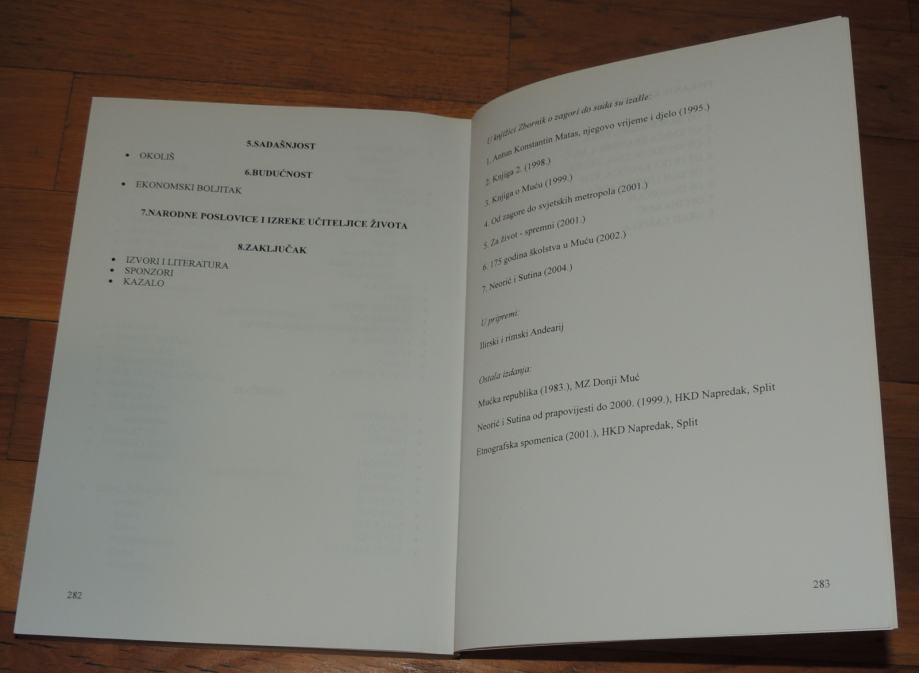 5.SADAŠNJOST
• OKOLIŠ
6.BUDUĆNOST
• EKONOMSKI BOLJITAK
7.NARODNE POSLOVICE I IZREKE UČITELJICE ŽIVOTA
8.ZAKLJUČAK
• IZVORI I LITERATURA
• SPONZORI
• KAZALO
282
U knjižici Zbornik o zagori do sada su izašle:
1. Antun Konstantin Matas, njegovo vrijeme i djelo (1995.)
2. Knjiga 2. (1998.)
3. Knjiga o Muću (1999.)
4. Od zagore do svjetskih metropola (2001.)
5. Za život - spremni (2001.)
6. 175 godina školstva u Muću (2002.)
7. Neorić i Sutina (2004.)
U pripremi:
Ilirski i rimski Andearij
Ostala izdanja:
Mućka republika (1983.), MZ Donji Muć
Neorić i Sutina od prapovijesti do 2000. (1999.), HKD Napredak, Split
Etnografska spomenica (2001.), HKD Napredak, Split
283